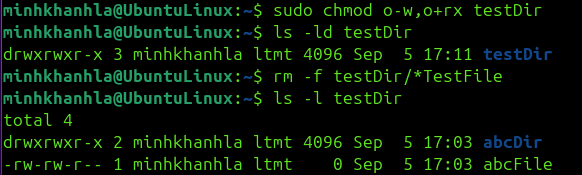 minhkhanhla@UbuntuLinux:~$ sudo chmod o-w,o+rx testDir
minhkhanhla@UbuntuLinux:~$ ls -ld testDir
drwxrwxr-x 3 minhkhanhla ltmt 4096 Sep  5 17:11 testDir
minhkhanhla@UbuntuLinux:~$ rm -f testDir/*TestFile
minhkhanhla@UbuntuLinux:~$ ls -l testDir
total 4
drwxrwxr-x 2 minhkhanhla ltmt 4096 Sep  5 17:03 abcDir
-rw-rw-r-- 1 minhkhanhla ltmt    0 Sep  5 17:03 abcFile